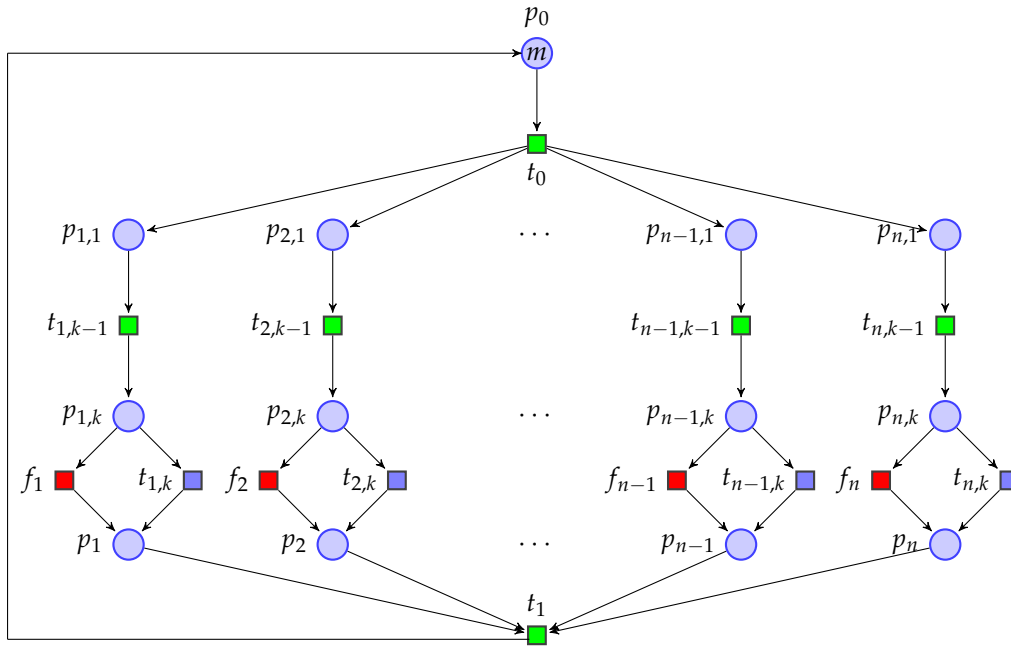 p₀
m
t₀
p₁,₁ p₂,₁ ··· pₙ₋₁,₁ pₙ,₁
t₁,ₖ₋₁ t₂,ₖ₋₁ tₙ₋₁,ₖ₋₁ tₙ,ₖ₋₁
p₁,ₖ p₂,ₖ ··· pₙ₋₁,ₖ pₙ,ₖ
f₁ t₁,ₖ f₂ t₂,ₖ fₙ₋₁ tₙ₋₁,ₖ fₙ tₙ,ₖ
p₁ p₂ ··· pₙ₋₁ pₙ
t₁